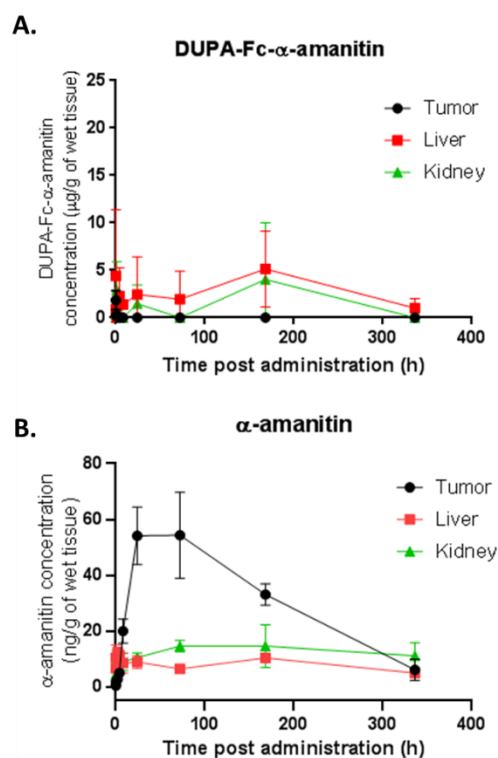 A.
DUPA-Fc-α-amanitin
DUPA-Fc-α-amanitin
concentration (µg/g of wet tissue)
25
20
15
10
5
0
Tumor
Liver
Kidney
0 100 200 300 400
Time post administration (h)
B.
α-amanitin
α-amanitin concentration
(ng/g of wet tissue )
80
60
40
20
0
Tumor
Liver
Kidney
0 100 200 300 400
Time post administration (h)